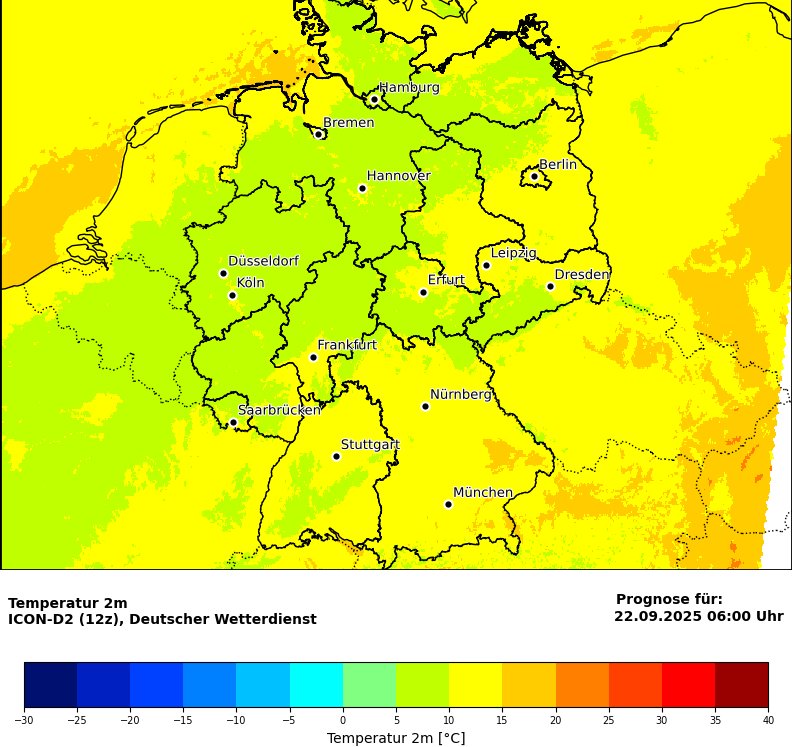 Hamburg
Bremen
Berlin
Hannover
Leipzig
Düsseldorf
Dresden
Köln
Erfurt
Frankfurt
Nürnberg
Saarbrücken
Stuttgart
München
Temperatur 2m
ICON-D2 (12z), Deutscher Wetterdienst
Prognose für:
22.09.2025 06:00 Uhr
−30 −25 −20 −15 −10 −5 0 5 10 15 20 25 30 35 40
Temperatur 2m [°C]